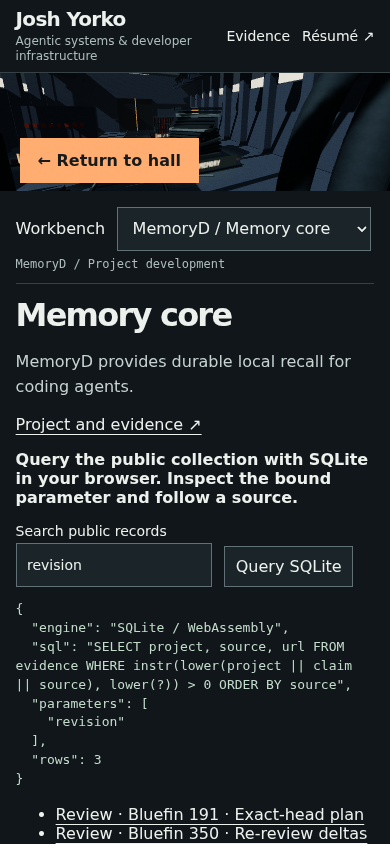 Josh Yorko
Agentic systems & developer
infrastructure
Evidence Résumé ↗
← Return to hall
Workbench MemoryD / Memory core
MemoryD / Project development
Memory core
MemoryD provides durable local recall for
coding agents.
Project and evidence ↗
Query the public collection with SQLite
in your browser. Inspect the bound
parameter and follow a source.
Search public records
revision Query SQLite
{
  "engine": "SQLite / WebAssembly",
  "sql": "SELECT project, source, url FROM
evidence WHERE instr(lower(project || claim
|| source), lower(?)) > 0 ORDER BY source",
  "parameters": [
    "revision"
  ],
  "rows": 3
}
• Review · Bluefin 191 · Exact-head plan
• Review · Bluefin 350 · Re-review deltas